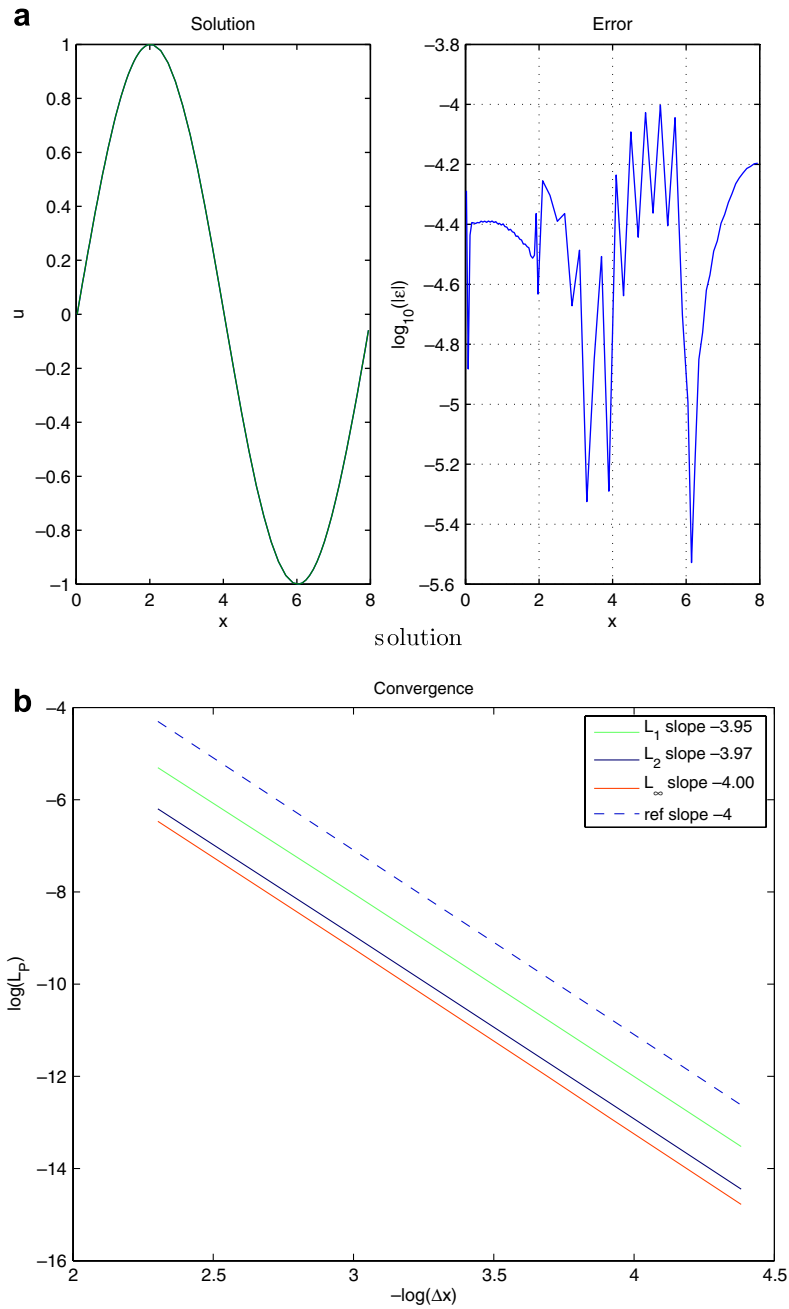 a
Solution
Error
1
0.8
0.6
0.4
0.2
0
−0.2
−0.4
−0.6
−0.8
−1
u
0 2 4 6 8
x
−3.8
−4
−4.2
−4.4
−4.6
−4.8
−5
−5.2
−5.4
−5.6
log10(|ε|)
0 2 4 6 8
x
solution
b
Convergence
−4
−6
−8
−10
−12
−14
−16
log(Lp)
L1 slope −3.95
L2 slope −3.97
L∞ slope −4.00
ref slope −4
2 2.5 3 3.5 4 4.5
−log(Δx)